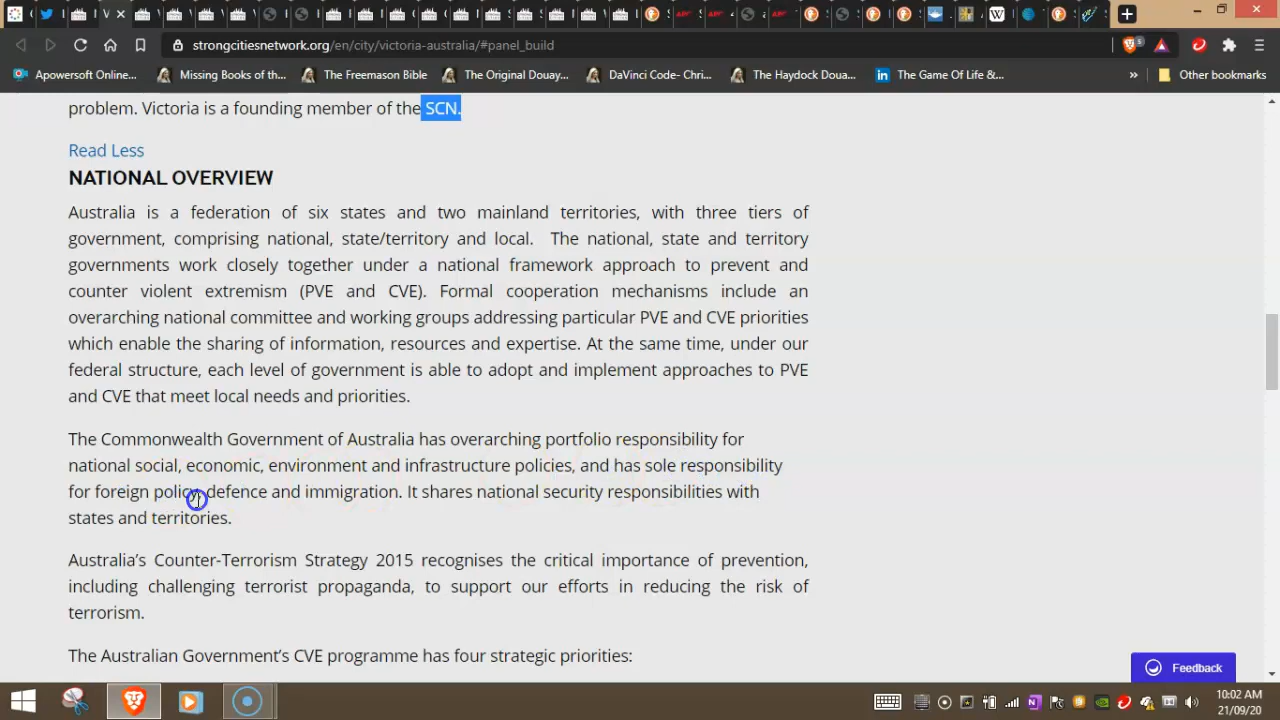 strongcitiesnetwork.org/en/city/victoria-australia/#panel_build
5
Apowersoft Online...
Missing Books of th...
The Freemason Bible
The Original Douay...
DaVinci Code- Chri...
The Haydock Doua...
The Game Of Life &...
»
Other bookmarks
problem. Victoria is a founding member of the SCN.
Read Less
NATIONAL OVERVIEW
Australia is a federation of six states and two mainland territories, with three tiers of
government, comprising national, state/territory and local. The national, state and territory
governments work closely together under a national framework approach to prevent and
counter violent extremism (PVE and CVE). Formal cooperation mechanisms include an
overarching national committee and working groups addressing particular PVE and CVE priorities
which enable the sharing of information, resources and expertise. At the same time, under our
federal structure, each level of government is able to adopt and implement approaches to PVE
and CVE that meet local needs and priorities.
The Commonwealth Government of Australia has overarching portfolio responsibility for
national social, economic, environment and infrastructure policies, and has sole responsibility
for foreign policy, defence and immigration. It shares national security responsibilities with
states and territories.
Australia's Counter-Terrorism Strategy 2015 recognises the critical importance of prevention,
including challenging terrorist propaganda, to support our efforts in reducing the risk of
terrorism.
The Australian Government's CVE programme has four strategic priorities:
Feedback
10:02 AM
21/09/20